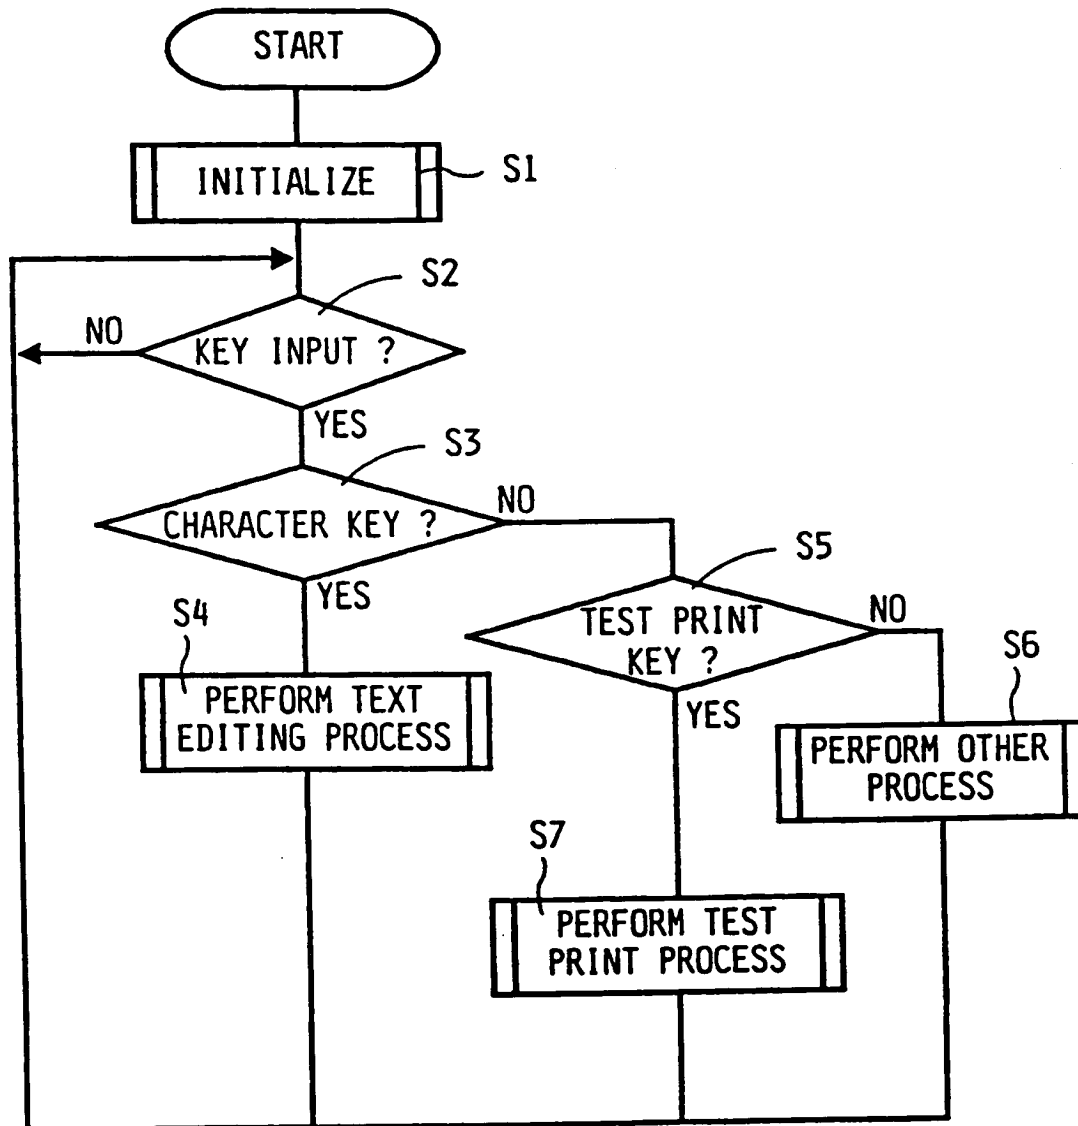 START
INITIALIZE
S1
S2
NO
KEY INPUT ?
YES
S3
CHARACTER KEY ?
NO
YES
S5
TEST PRINT
KEY ?
NO
YES
S4
PERFORM TEXT
EDITING PROCESS
S6
PERFORM OTHER
PROCESS
S7
PERFORM TEST
PRINT PROCESS